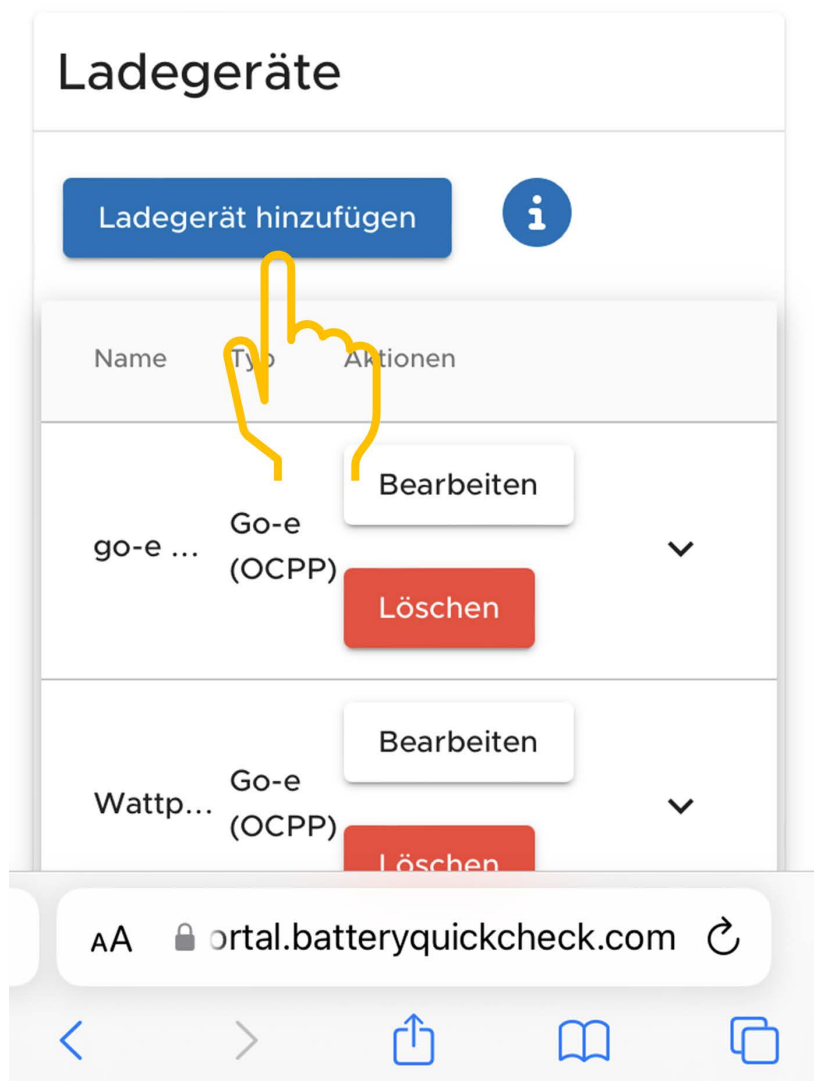 Ladegeräte
Ladegerät hinzufügen
Name Typ Aktionen
Bearbeiten
go-e ... Go-e
(OCPP)
Löschen
Bearbeiten
Wattp... Go-e
(OCPP)
Löschen
AA ortal.batteryquickcheck.com